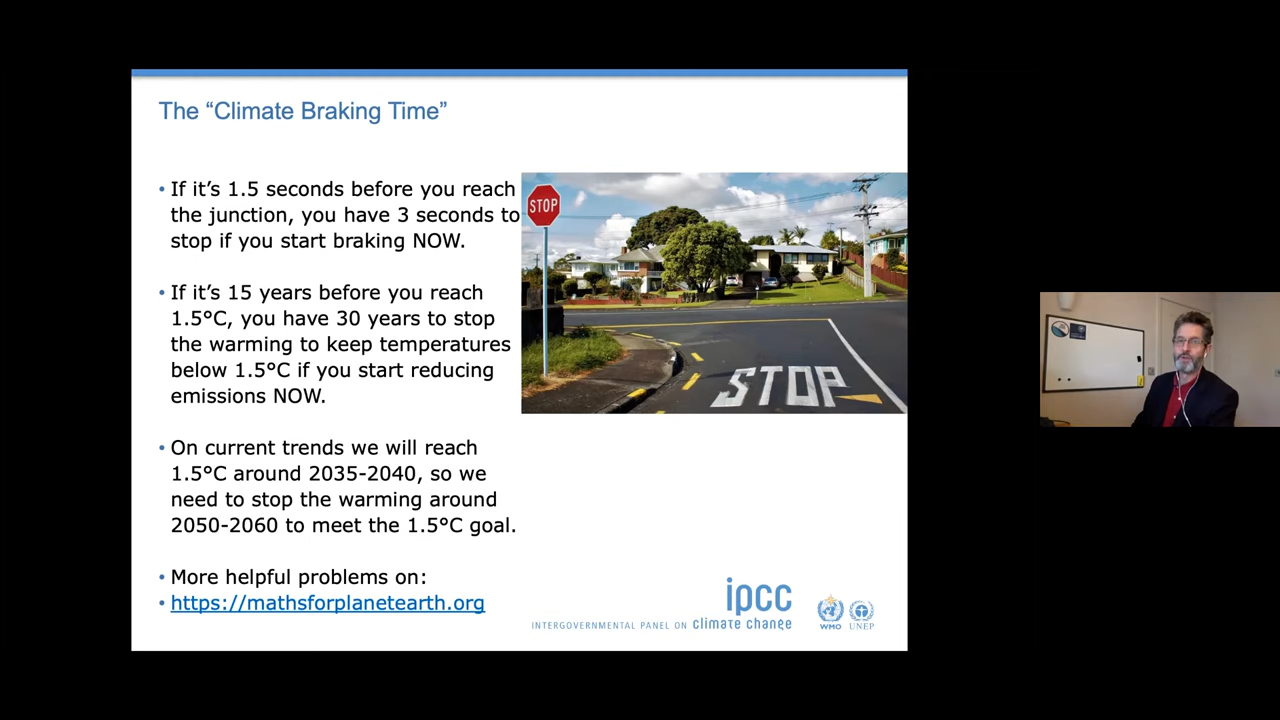 The “Climate Braking Time”
• If it’s 1.5 seconds before you reach
the junction, you have 3 seconds to
stop if you start braking NOW.
• If it’s 15 years before you reach
1.5°C, you have 30 years to stop
the warming to keep temperatures
below 1.5°C if you start reducing
emissions NOW.
• On current trends we will reach
1.5°C around 2035-2040, so we
need to stop the warming around
2050-2060 to meet the 1.5°C goal.
• More helpful problems on:
• https://mathsforplanetearth.org
STOP
STOP
ipcc
INTERGOVERNMENTAL PANEL ON climate change
WMO
UNEP